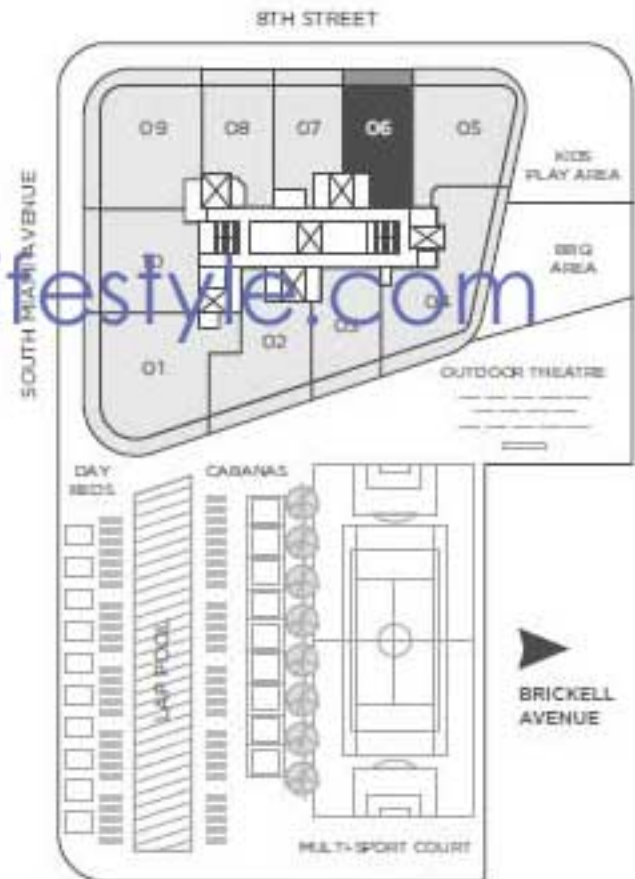 8TH STREET
SOUTH MIAMI AVENUE
09
08
07
06
05
KIDS
PLAY AREA
BBQ
AREA
10
festyle.com
04
03
02
01
OUTDOOR THEATRE
DAY
BEDS
CABANAS
LAP POOL
BRICKELL
AVENUE
MULTI-SPORT COURT